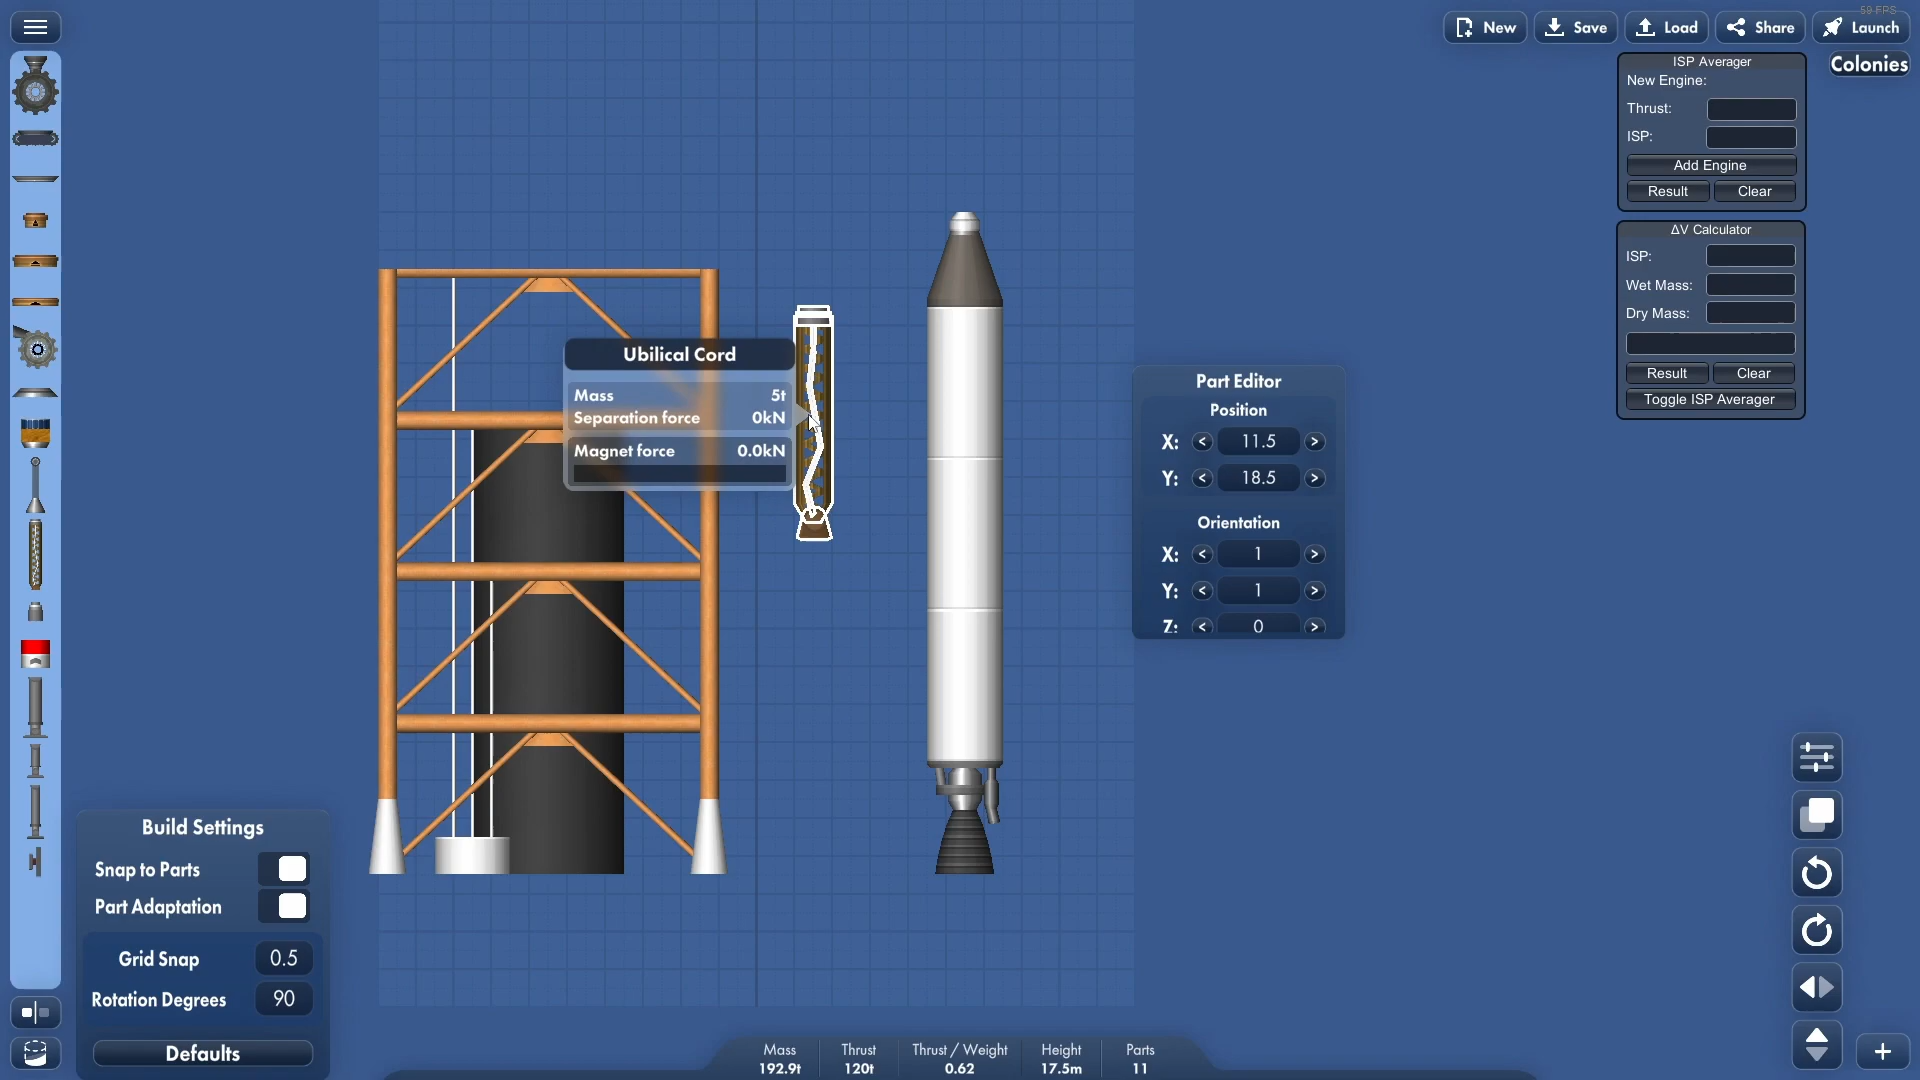 59 FPS
New
Save
Load
Share
Launch
Colonies
ISP Averager
New Engine:
Thrust:
ISP:
Add Engine
Result
Clear
ΔV Calculator
ISP:
Wet Mass:
Dry Mass:
Result
Clear
Toggle ISP Averager
Ubilical Cord
Mass 5t
Separation force 0kN
Magnet force 0.0kN
Part Editor
Position
X: < 11.5 >
Y: < 18.5 >
Orientation
X: < 1 >
Y: < 1 >
Z: < 0 >
Build Settings
Snap to Parts
Part Adaptation
Grid Snap 0.5
Rotation Degrees 90
Defaults
Mass Thrust Thrust / Weight Height Parts
192.9t 120t 0.62 17.5m 11